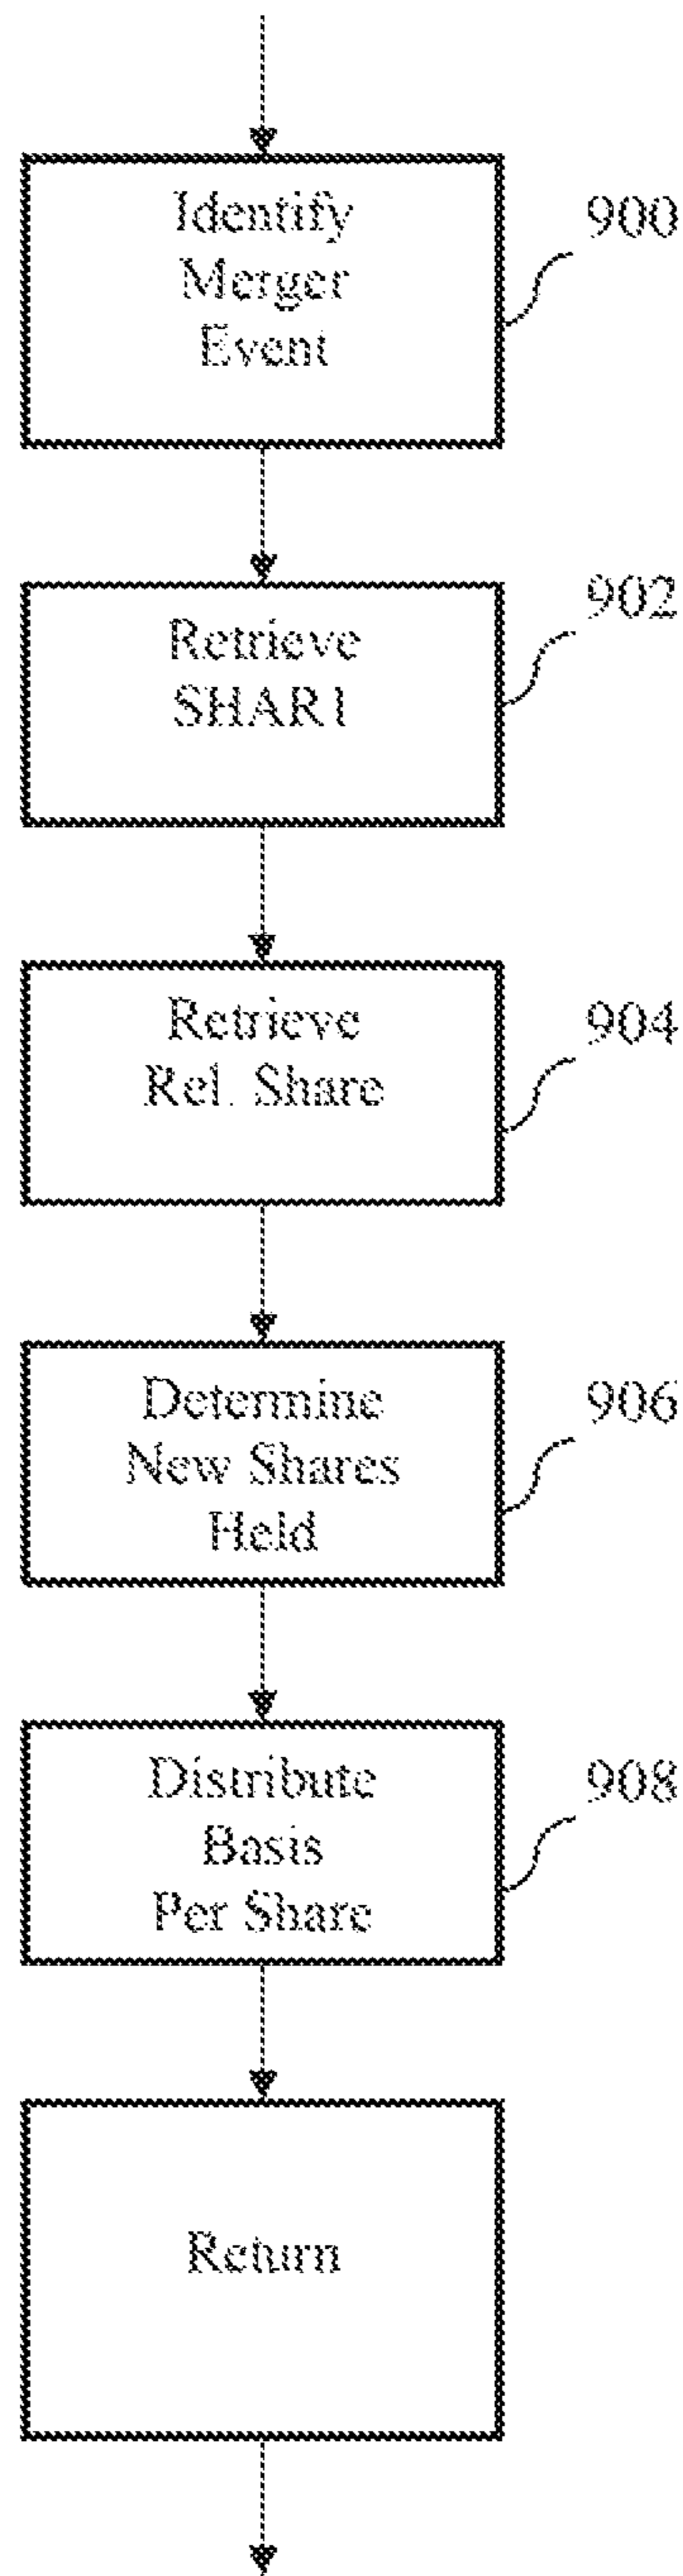 Identify
Merger
Event
900
Retrieve
SHAR1
902
Retrieve
Rel. Share
904
Determine
New Shares
Held
906
Distribute
Basis
Per Share
908
Return